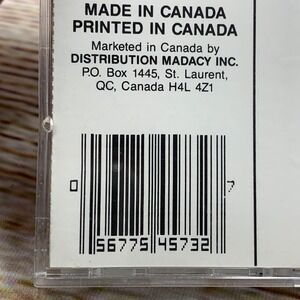 MADE IN CANADA
PRINTED IN CANADA
Marketed in Canada by
DISTRIBUTION MADACY INC.
P.O. Box 1445, St. Laurent,
QC, Canada H4L 4Z1
0 56775 45732 7